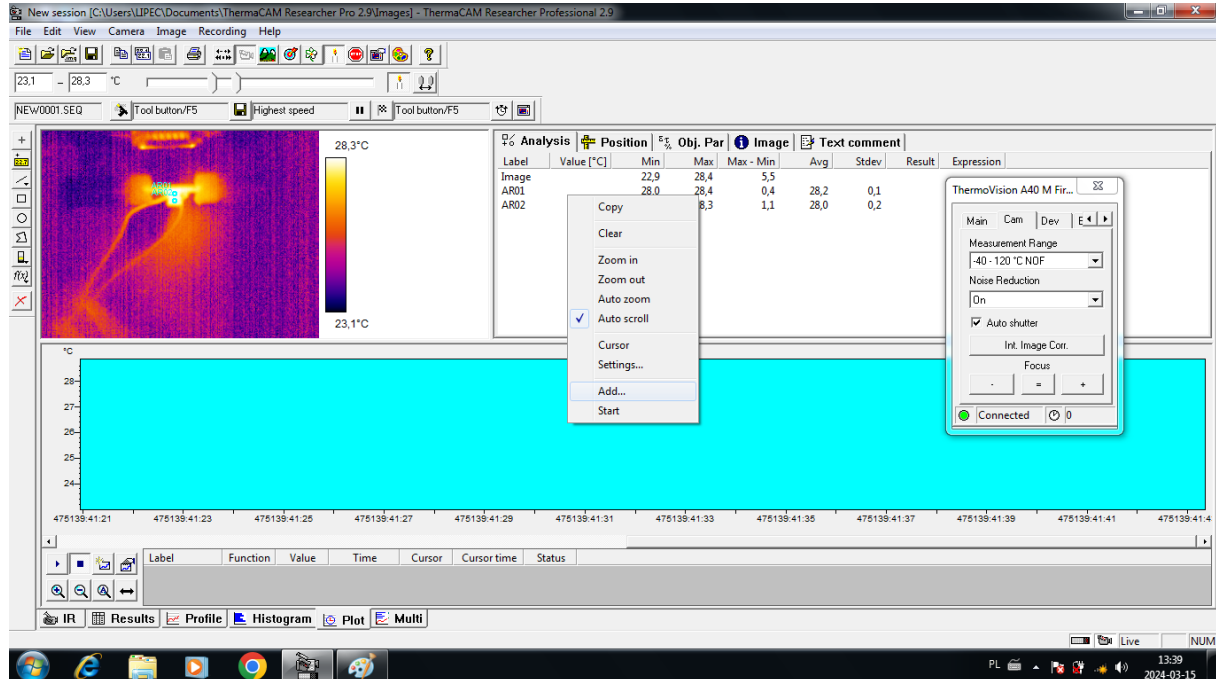 New session [C:\Users\LIPEC\Documents\ThermaCAM Researcher Pro 2.9\Images] - ThermaCAM Researcher Professional 2.9
File Edit View Camera Image Recording Help
23,1 - 28,3 °C
NEW0001.SEQ Tool button/F5 Highest speed Tool button/F5
28,3°C
23,1°C
Analysis Position Obj. Par Image Text comment
Label Value [°C] Min Max Max - Min Avg Stdev Result Expression
Image 22,9 28,4 5,5
AR01 28,0 28,4 0,4 28,2 0,1
AR02 8,3 1,1 28,0 0,2
Copy
Clear
Zoom in
Zoom out
Auto zoom
Auto scroll
Cursor
Settings...
Add...
Start
ThermoVision A40 M Fir...
Main Cam Dev E
Measurement Range
-40 - 120 °C NOF
Noise Reduction
On
Auto shutter
Int. Image Corr.
Focus
- = +
Connected 0
°C
28
27
26
25
24
475139:41:21 475139:41:23 475139:41:25 475139:41:27 475139:41:29 475139:41:31 475139:41:33 475139:41:35 475139:41:37 475139:41:39 475139:41:41 475139:41:4
Label Function Value Time Cursor Cursor time Status
IR Results Profile Histogram Plot Multi
Live NUM
PL 13:39
2024-03-15